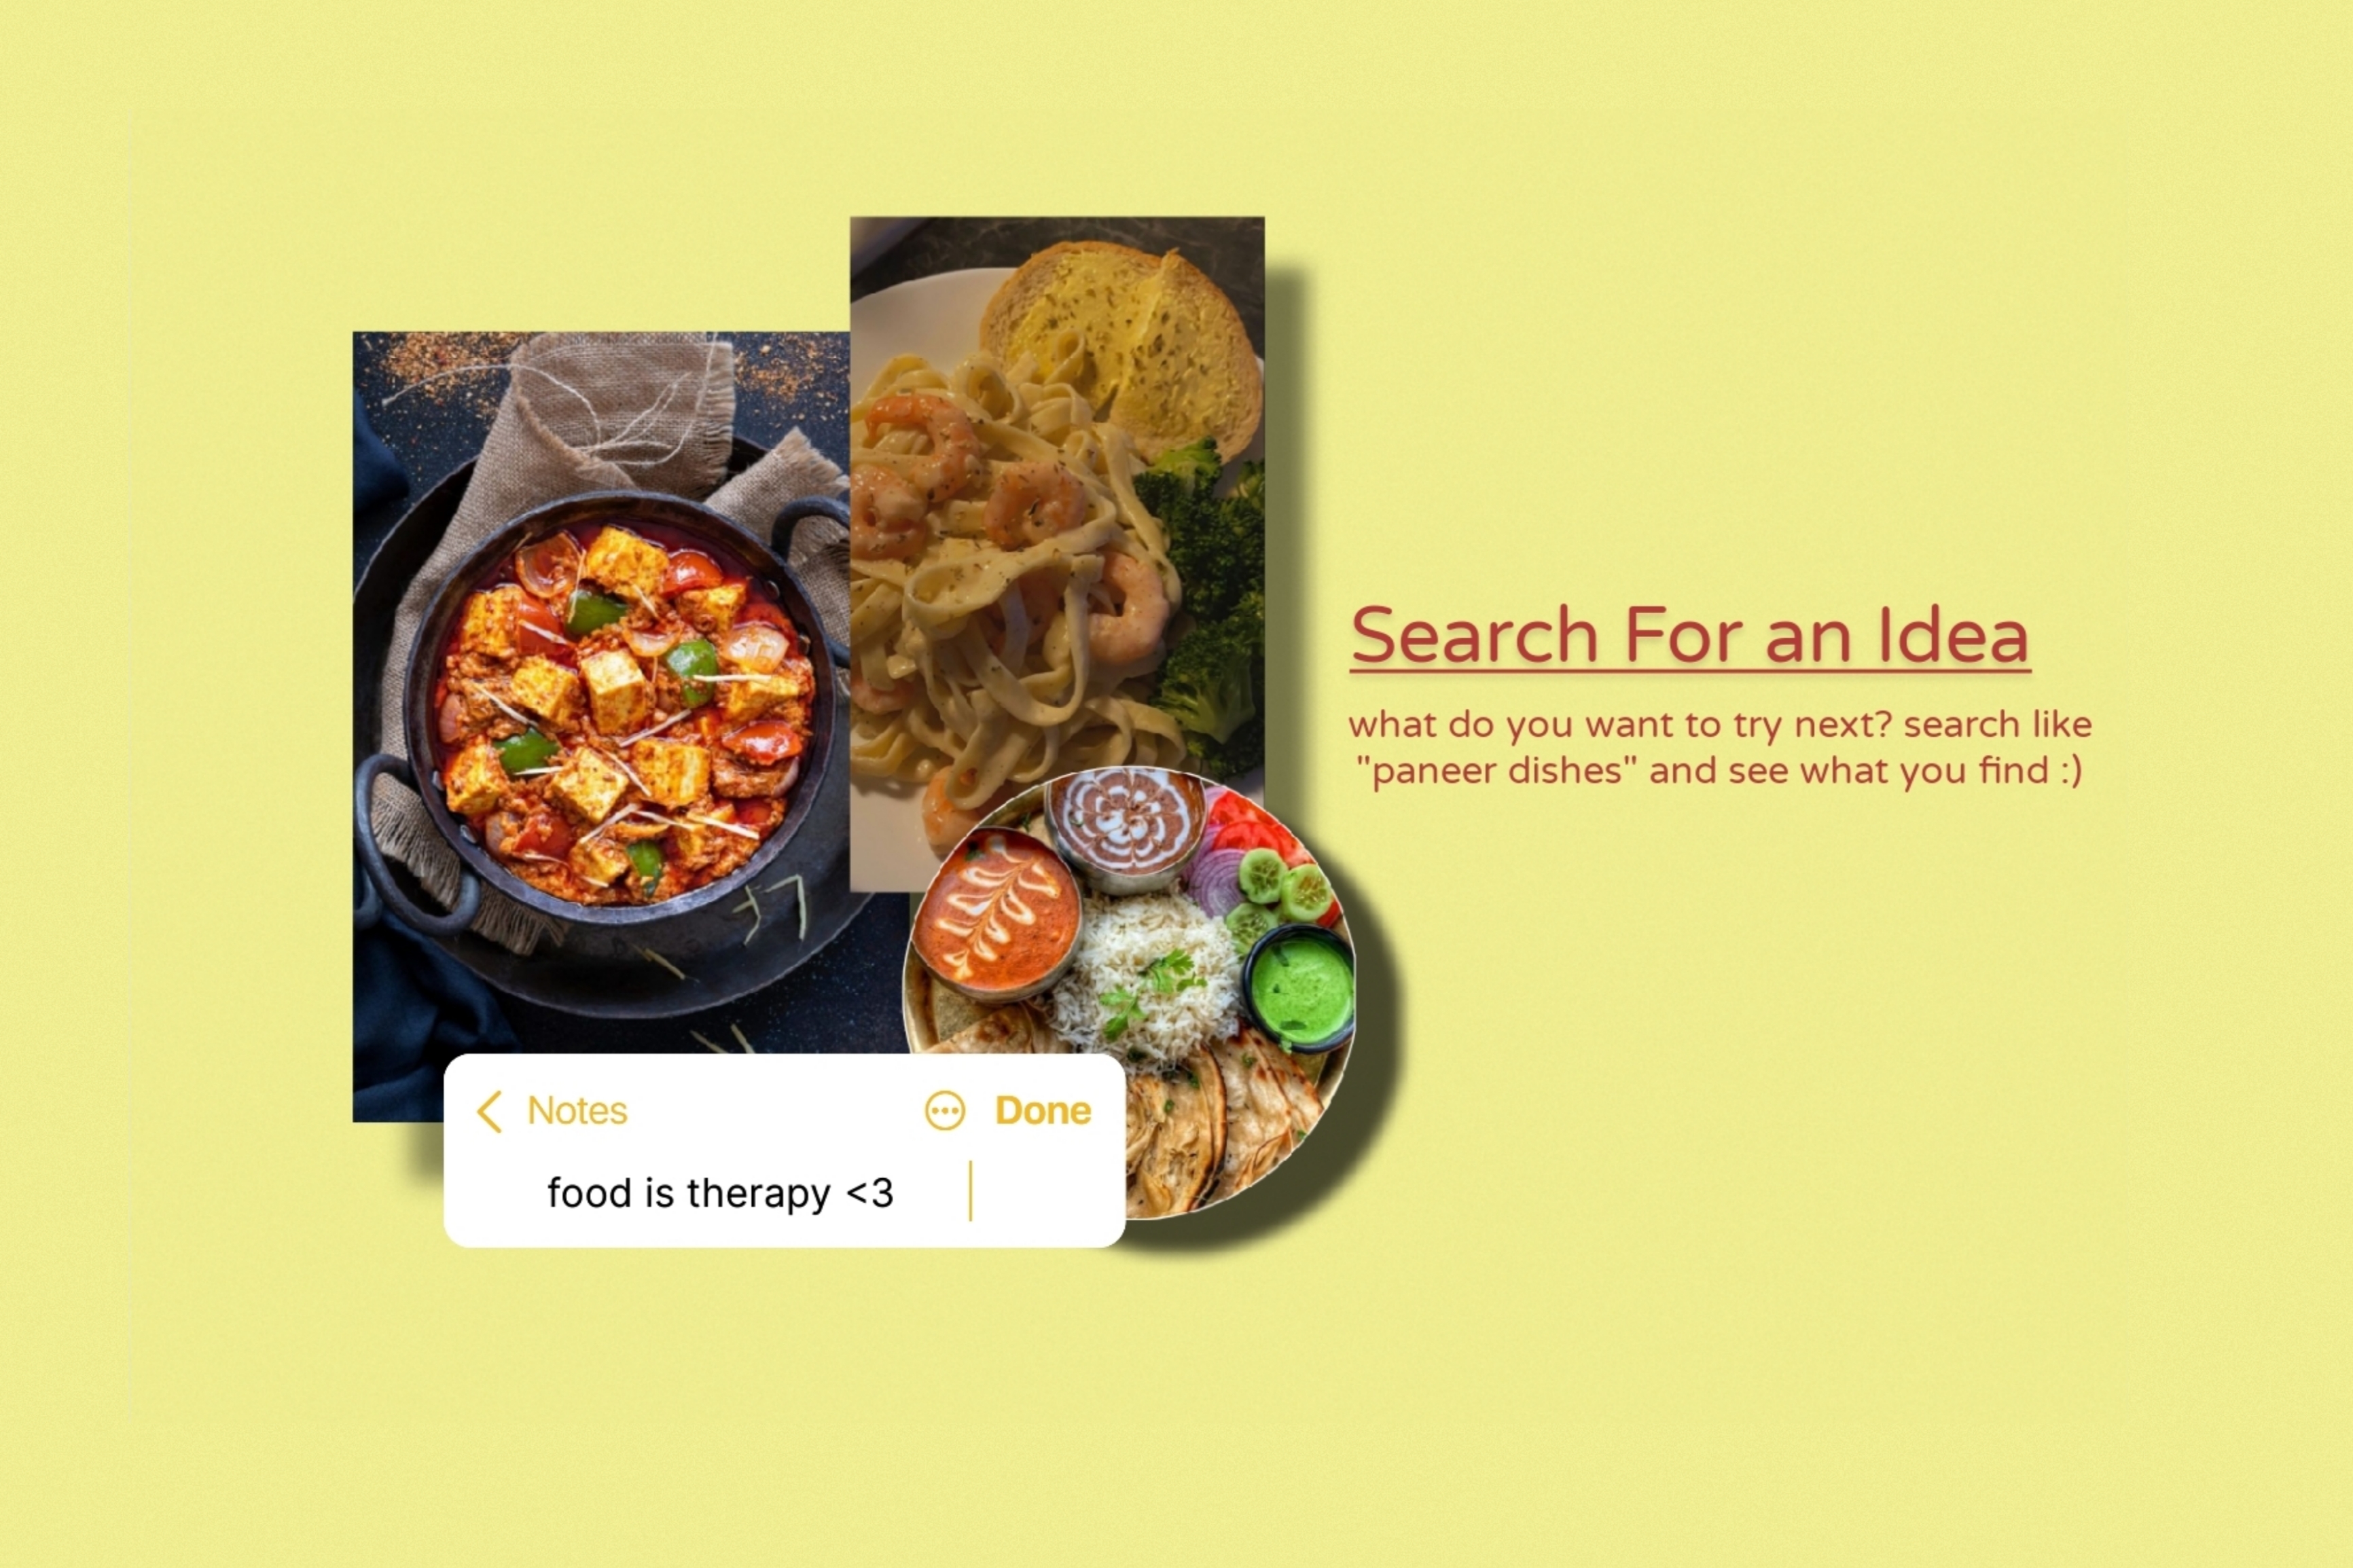 Search For an Idea
what do you want to try next? search like
"paneer dishes" and see what you find :)
Notes
Done
food is therapy <3